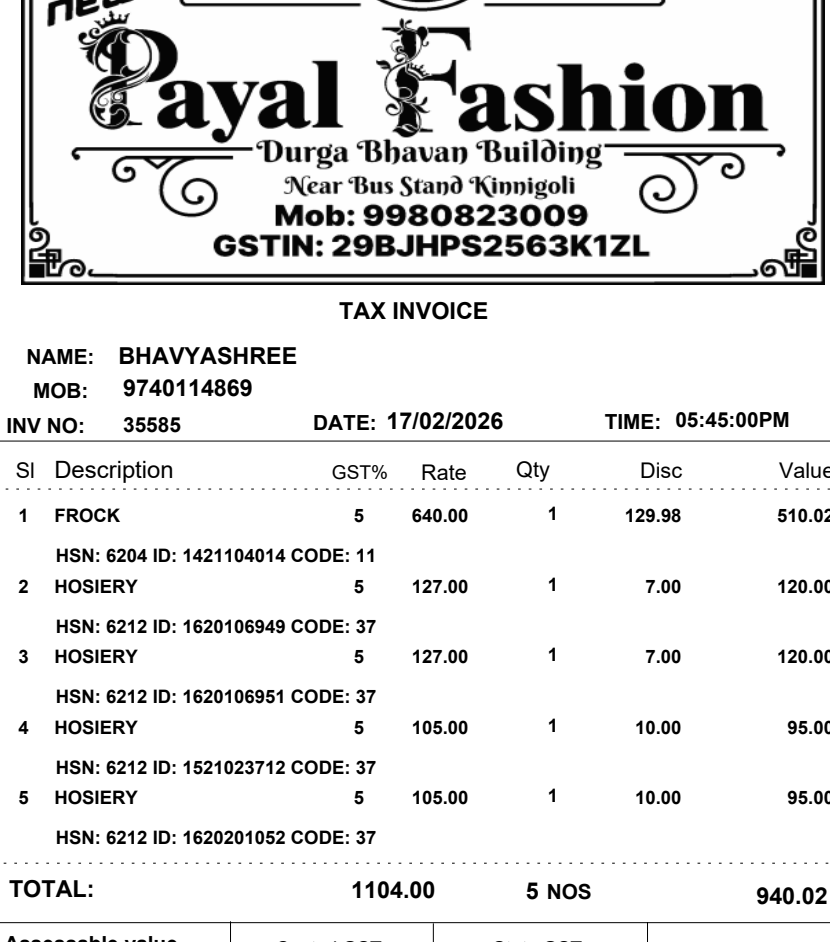 new
Payal Fashion
Durga Bhavan Building
Near Bus Stand Kinnigoli
Mob: 9980823009
GSTIN: 29BJHPS2563K1ZL
TAX INVOICE
NAME: BHAVYASHREE
MOB: 9740114869
INV NO: 35585 DATE: 17/02/2026 TIME: 05:45:00PM
Sl Description GST% Rate Qty Disc Value
1 FROCK 5 640.00 1 129.98 510.02
HSN: 6204 ID: 1421104014 CODE: 11
2 HOSIERY 5 127.00 1 7.00 120.00
HSN: 6212 ID: 1620106949 CODE: 37
3 HOSIERY 5 127.00 1 7.00 120.00
HSN: 6212 ID: 1620106951 CODE: 37
4 HOSIERY 5 105.00 1 10.00 95.00
HSN: 6212 ID: 1521023712 CODE: 37
5 HOSIERY 5 105.00 1 10.00 95.00
HSN: 6212 ID: 1620201052 CODE: 37
TOTAL: 1104.00 5 NOS 940.02